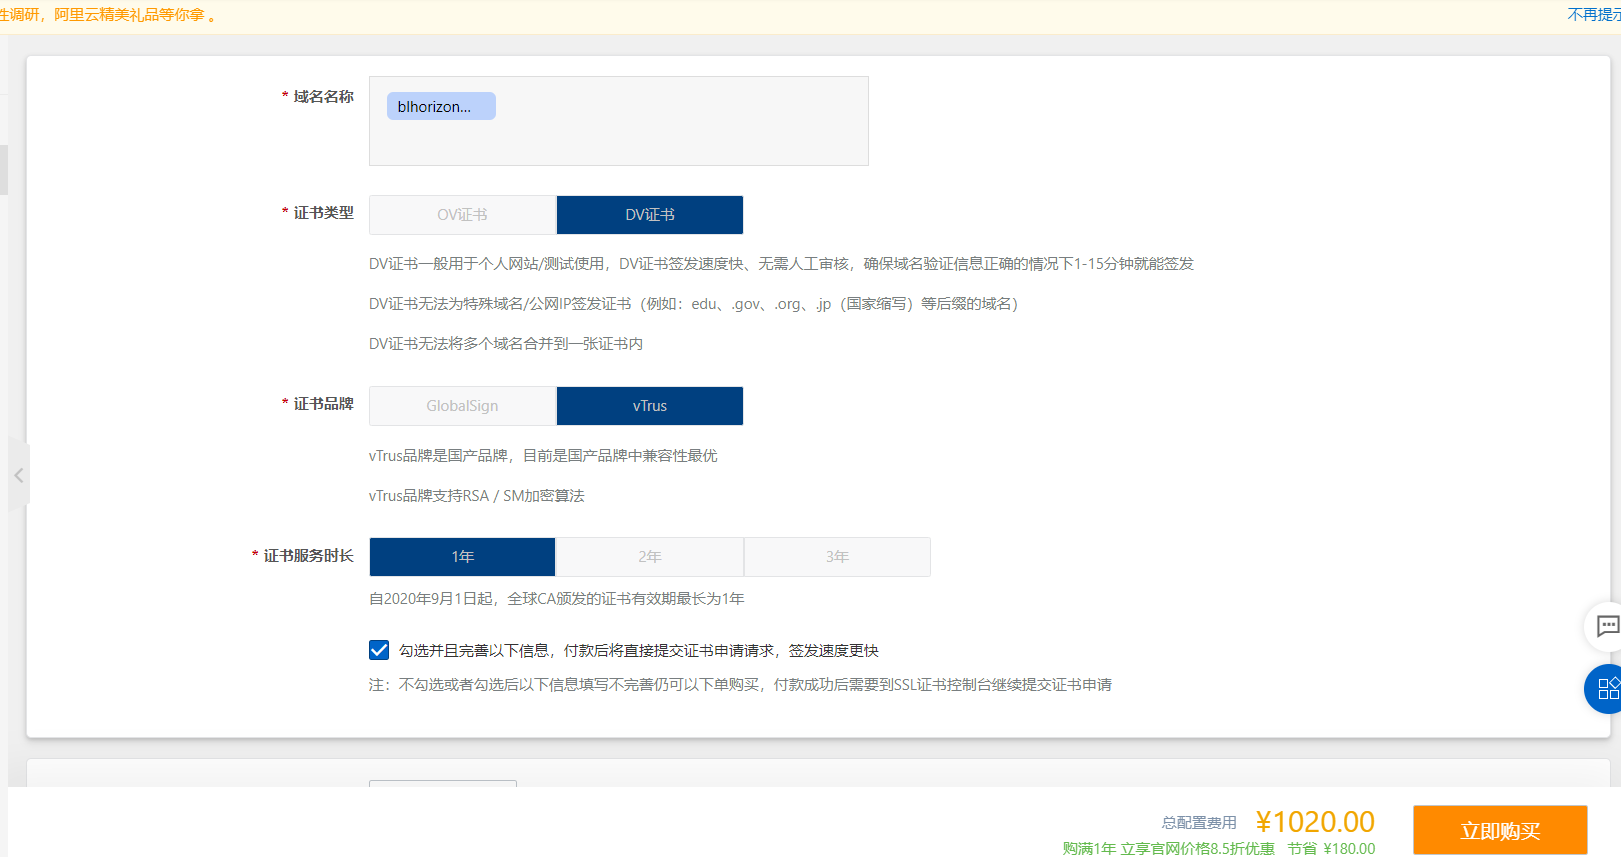 性调研，阿里云精美礼品等你拿 。
不再提示
* 域名名称
blhorizon...
* 证书类型
OV证书
DV证书
DV证书一般用于个人网站/测试使用，DV证书签发速度快、无需人工审核，确保域名验证信息正确的情况下1-15分钟就能签发
DV证书无法为特殊域名/公网IP签发证书（例如：edu、.gov、.org、.jp（国家缩写）等后缀的域名）
DV证书无法将多个域名合并到一张证书内
* 证书品牌
GlobalSign
vTrus
vTrus品牌是国产品牌，目前是国产品牌中兼容性最优
vTrus品牌支持RSA / SM加密算法
* 证书服务时长
1年
2年
3年
自2020年9月1日起，全球CA颁发的证书有效期最长为1年
勾选并且完善以下信息，付款后将直接提交证书申请请求，签发速度更快
注：不勾选或者勾选后以下信息填写不完善仍可以下单购买，付款成功后需要到SSL证书控制台继续提交证书申请
总配置费用 ¥1020.00
购满1年 立享官网价格8.5折优惠 节省 ¥180.00
立即购买